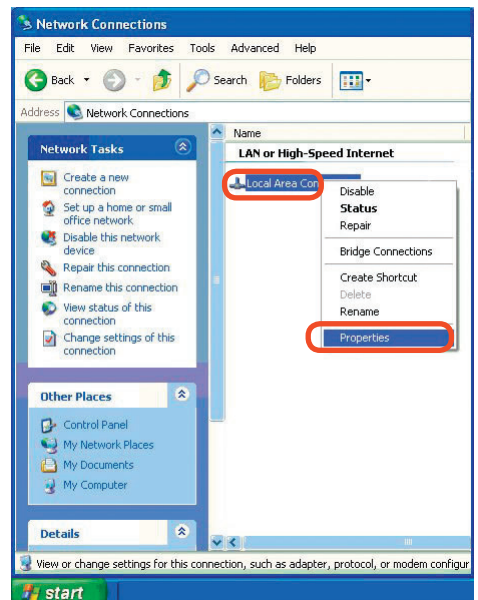 Network Connections
File Edit View Favorites Tools Advanced Help
Back Search Folders
Address Network Connections
Network Tasks
Create a new
connection
Set up a home or small
office network
Disable this network
device
Repair this connection
Rename this connection
View status of this
connection
Change settings of this
connection
Other Places
Control Panel
My Network Places
My Documents
My Computer
Details
Name
LAN or High-Speed Internet
Local Area Con
Disable
Status
Repair
Bridge Connections
Create Shortcut
Delete
Rename
Properties
View or change settings for this connection, such as adapter, protocol, or modem configur
start